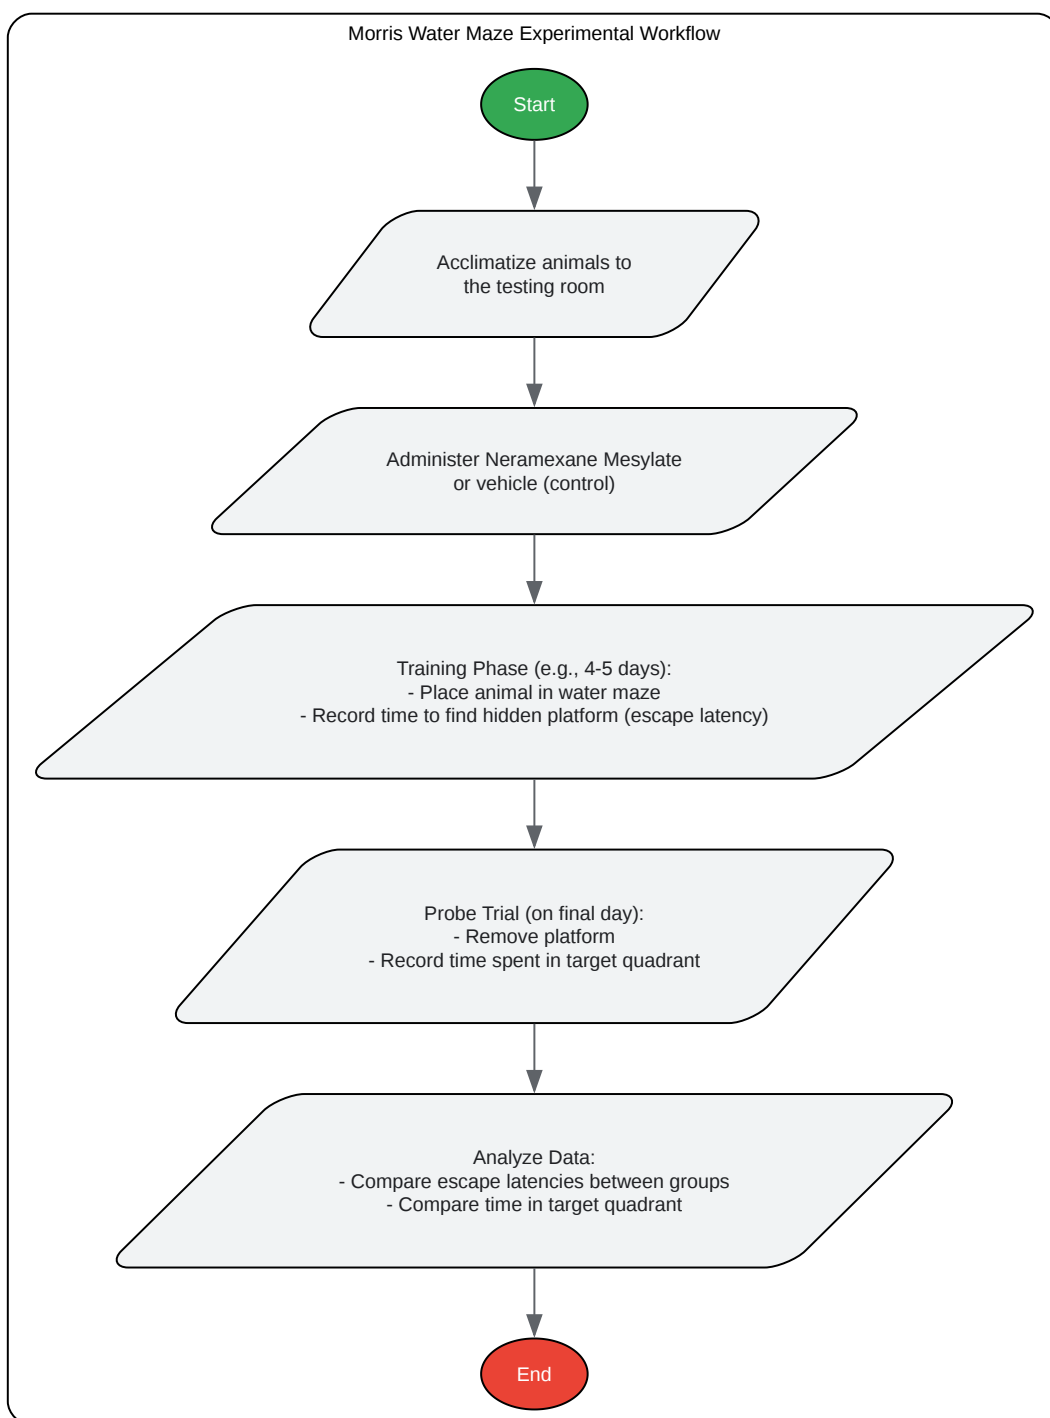 Morris Water Maze Experimental Workflow
Start
Acclimatize animals to
the testing room
Administer Neramexane Mesylate
or vehicle (control)
Training Phase (e.g., 4-5 days):
- Place animal in water maze
- Record time to find hidden platform (escape latency)
Probe Trial (on final day):
- Remove platform
- Record time spent in target quadrant
Analyze Data:
- Compare escape latencies between groups
- Compare time in target quadrant
End